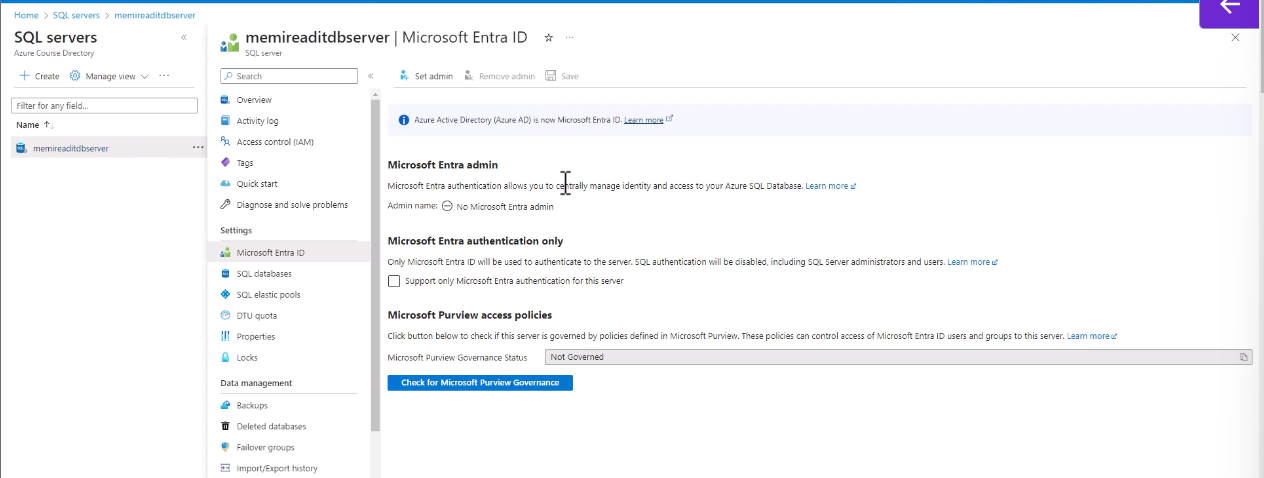 Home > SQL servers > memireaditdbserver
SQL servers
Azure Course Directory
Create Manage view
Filter for any field...
Name
memireaditdbserver
memireaditdbserver | Microsoft Entra ID
SQL server
Search
Overview
Activity log
Access control (IAM)
Tags
Quick start
Diagnose and solve problems
Settings
Microsoft Entra ID
SQL databases
SQL elastic pools
DTU quota
Properties
Locks
Data management
Backups
Deleted databases
Failover groups
Import/Export history
Set admin Remove admin Save
Azure Active Directory (Azure AD) is now Microsoft Entra ID. Learn more
Microsoft Entra admin
Microsoft Entra authentication allows you to centrally manage identity and access to your Azure SQL Database. Learn more
Admin name: No Microsoft Entra admin
Microsoft Entra authentication only
Only Microsoft Entra ID will be used to authenticate to the server. SQL authentication will be disabled, including SQL Server administrators and users. Learn more
Support only Microsoft Entra authentication for this server
Microsoft Purview access policies
Click button below to check if this server is governed by policies defined in Microsoft Purview. These policies can control access of Microsoft Entra ID users and groups to this server. Learn more
Microsoft Purview Governance Status Not Governed
Check for Microsoft Purview Governance